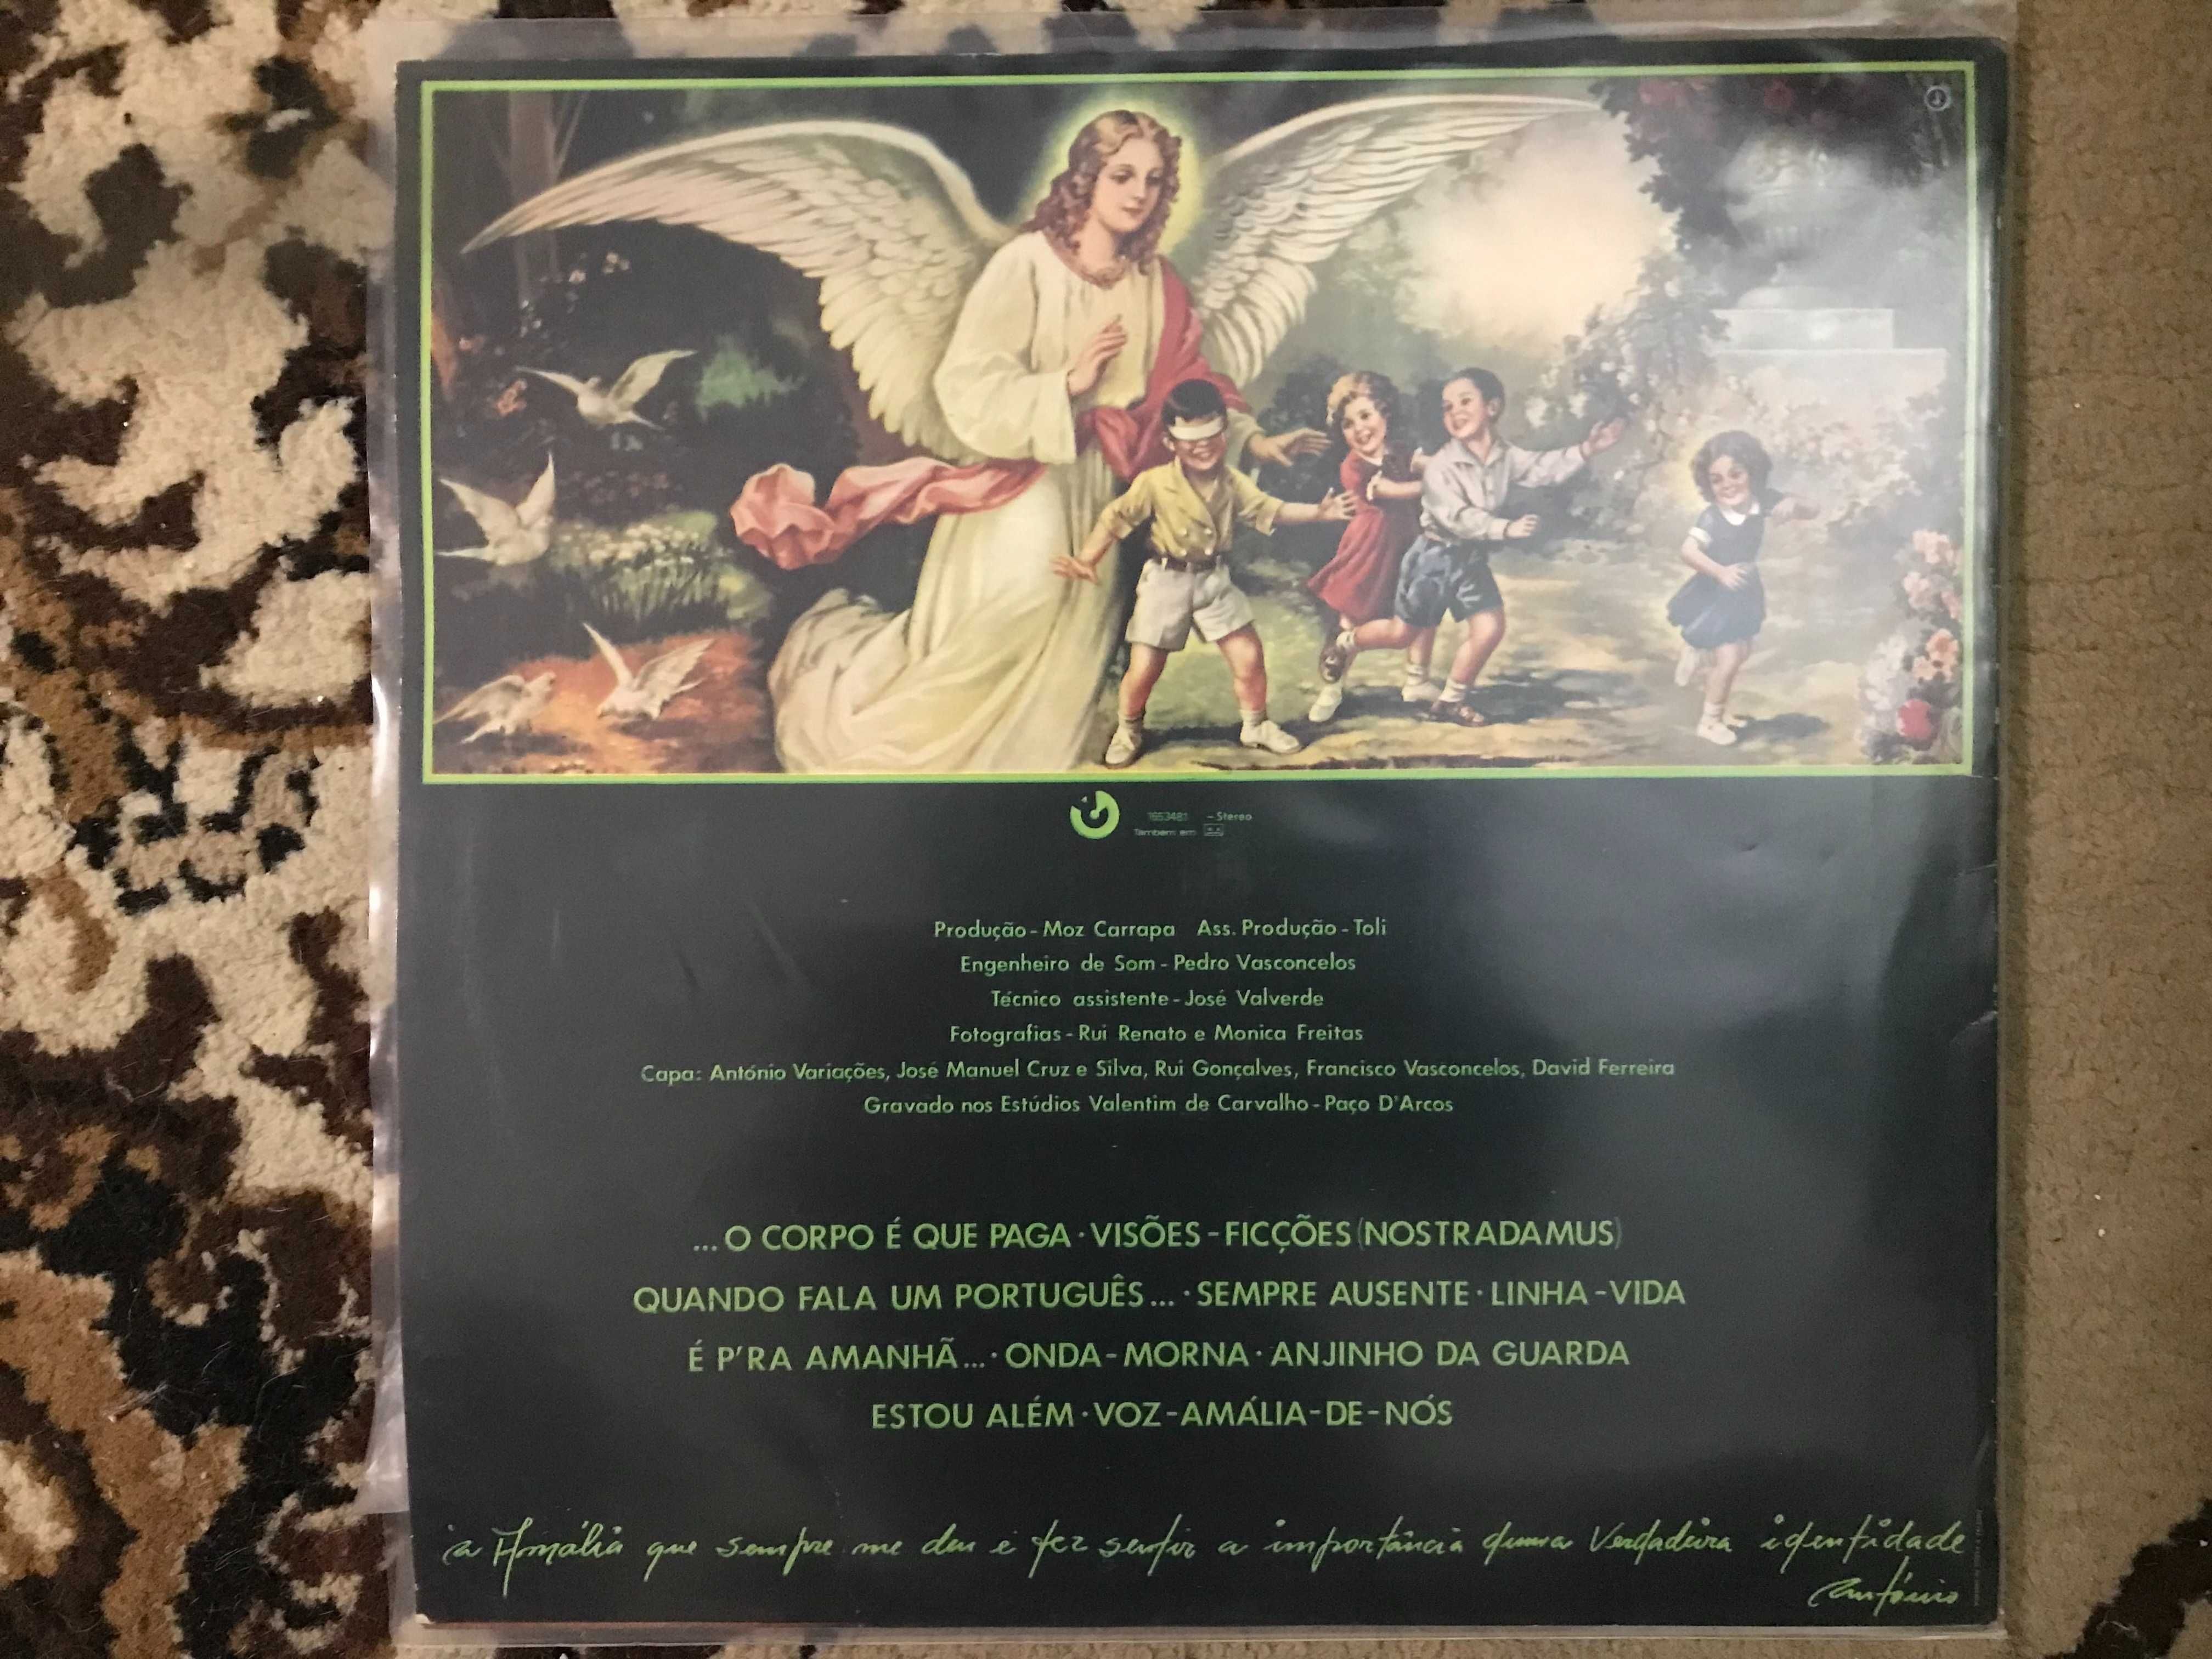 1653481 - Stereo
Também em
Produção - Moz Carrapa Ass. Produção - Toli
Engenheiro de Som - Pedro Vasconcelos
Técnico assistente - José Valverde
Fotografias - Rui Renato e Monica Freitas
Capa: António Variações, José Manuel Cruz e Silva, Rui Gonçalves, Francisco Vasconcelos, David Ferreira
Gravado nos Estúdios Valentim de Carvalho - Paço D'Arcos
...O CORPO É QUE PAGA · VISÕES - FICÇÕES (NOSTRADAMUS)
QUANDO FALA UM PORTUGUÊS... · SEMPRE AUSENTE · LINHA - VIDA
É P'RA AMANHÃ... · ONDA - MORNA · ANJINHO DA GUARDA
ESTOU ALÉM · VOZ - AMÁLIA - DE - NÓS
à Amália que sempre me deu e fez sentir a importância duma Verdadeira identidade
António